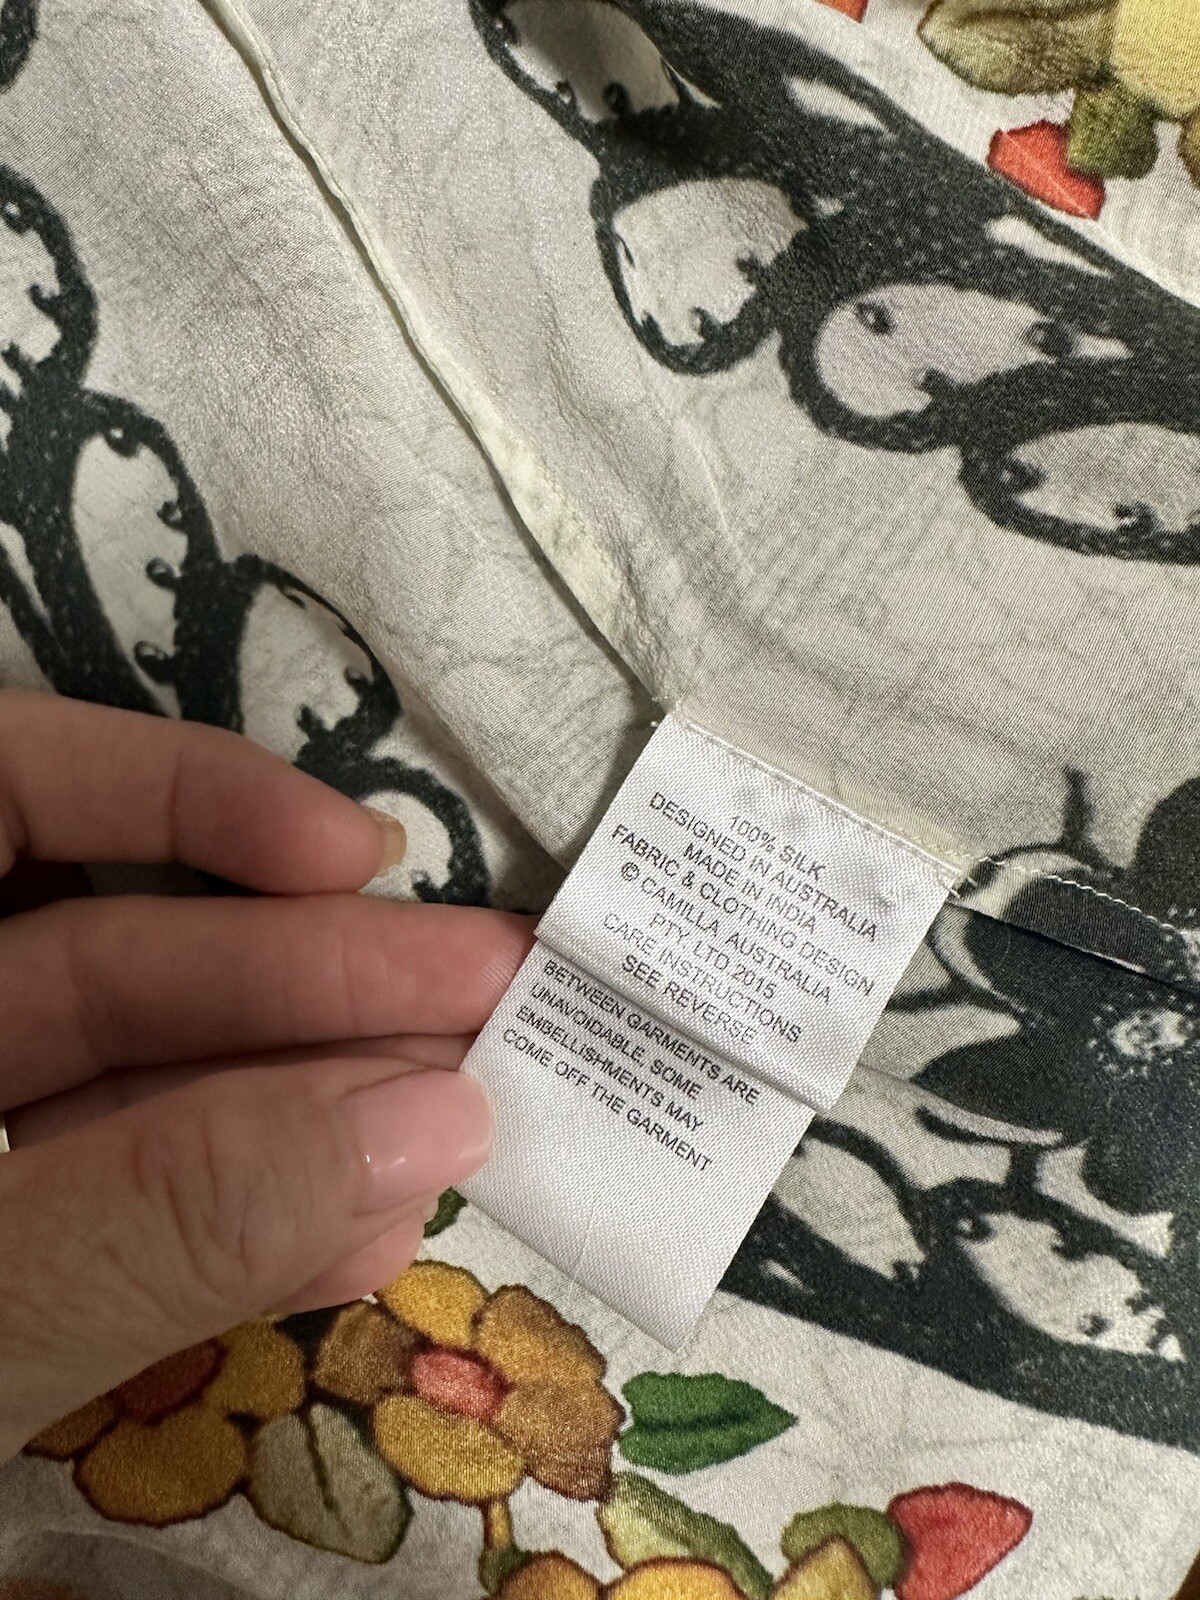 100% SILK
DESIGNED IN AUSTRALIA
MADE IN INDIA
FABRIC & CLOTHING DESIGN
© CAMILLA, AUSTRALIA
PTY. LTD 2015
CARE INSTRUCTIONS
SEE REVERSE
BETWEEN GARMENTS ARE
UNAVOIDABLE, SOME
EMBELLISHMENTS MAY
COME OFF THE GARMENT